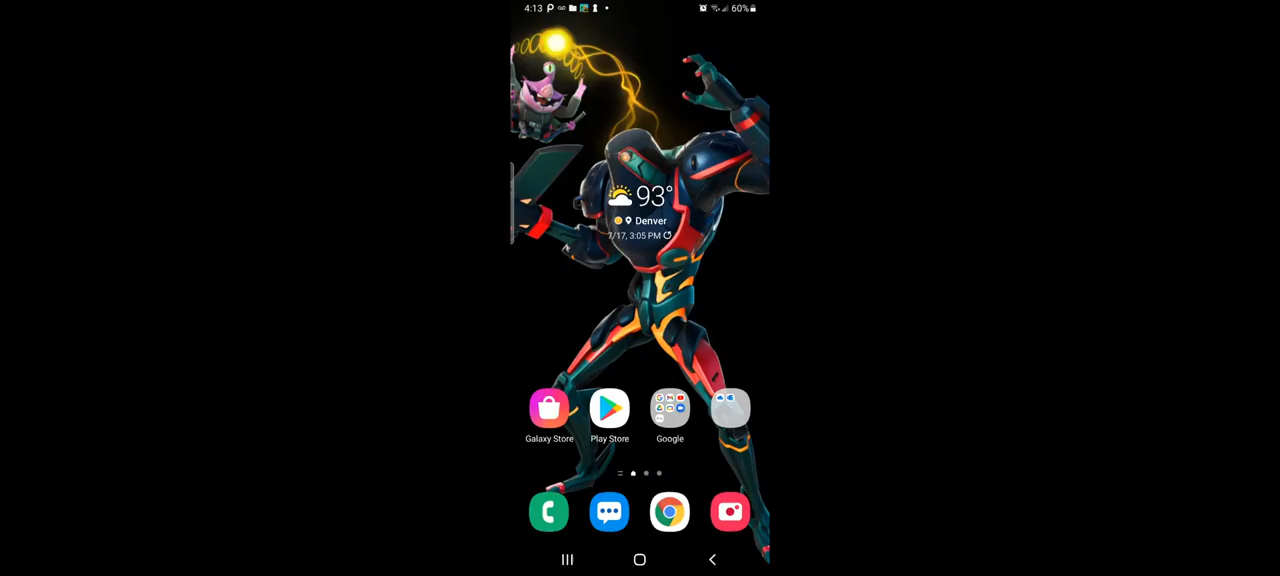 4:13
60%
93°
Denver
7/17, 3:05 PM
Galaxy Store
Play Store
Google